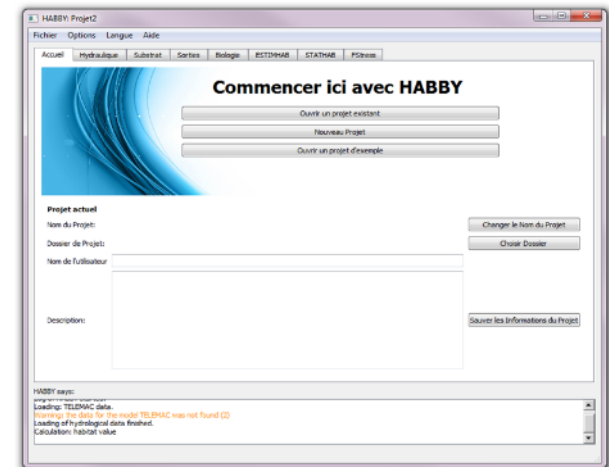 HABBY: Projet2
Fichier Options Langue Aide
Accueil Hydraulique Substrat Sorties Biologie ESTIMHAB STATHAB FStress
Commencer ici avec HABBY
Ouvrir un projet existant
Nouveau Projet
Ouvrir un projet d'exemple
Projet actuel
Nom du Projet:
Changer le Nom du Projet
Dossier de Projet:
Choisir Dossier
Nom de l'utilisateur
Description:
Sauver les Informations du Projet
HABBY says:
Loading: TELEMAC data.
Warning: the data for the model TELEMAC was not found (2)
Loading of hydrological data finished.
Calculation: habitat value